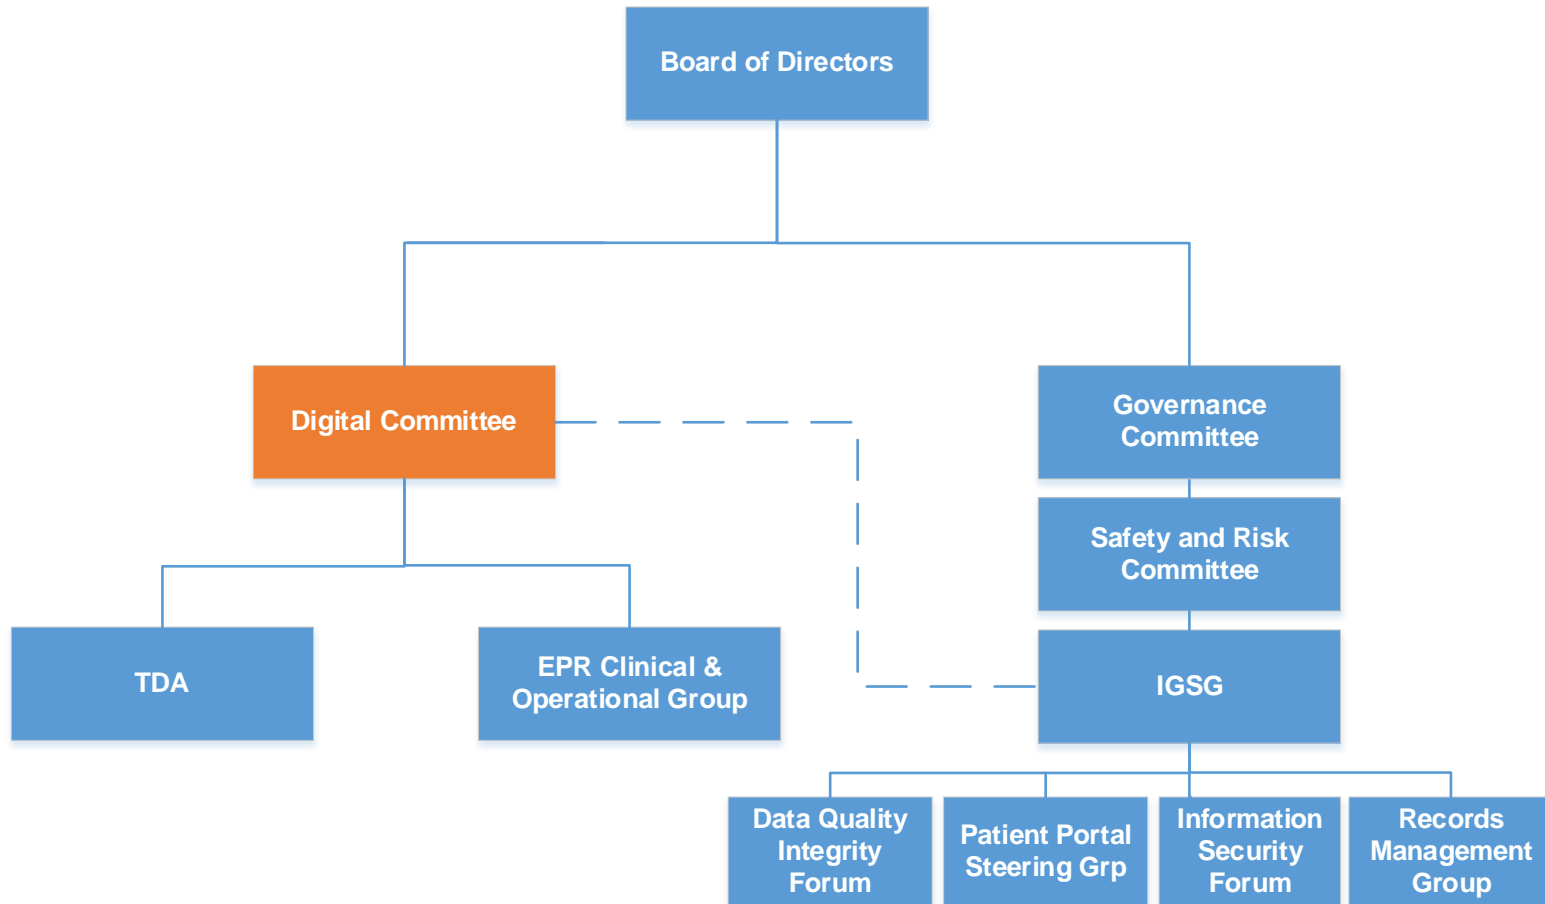 Board of Directors
Digital Committee
Governance
Committee
Safety and Risk
Committee
TDA
EPR Clinical &
Operational Group
IGSG
Data Quality
Integrity
Forum
Patient Portal
Steering Grp
Information
Security
Forum
Records
Management
Group